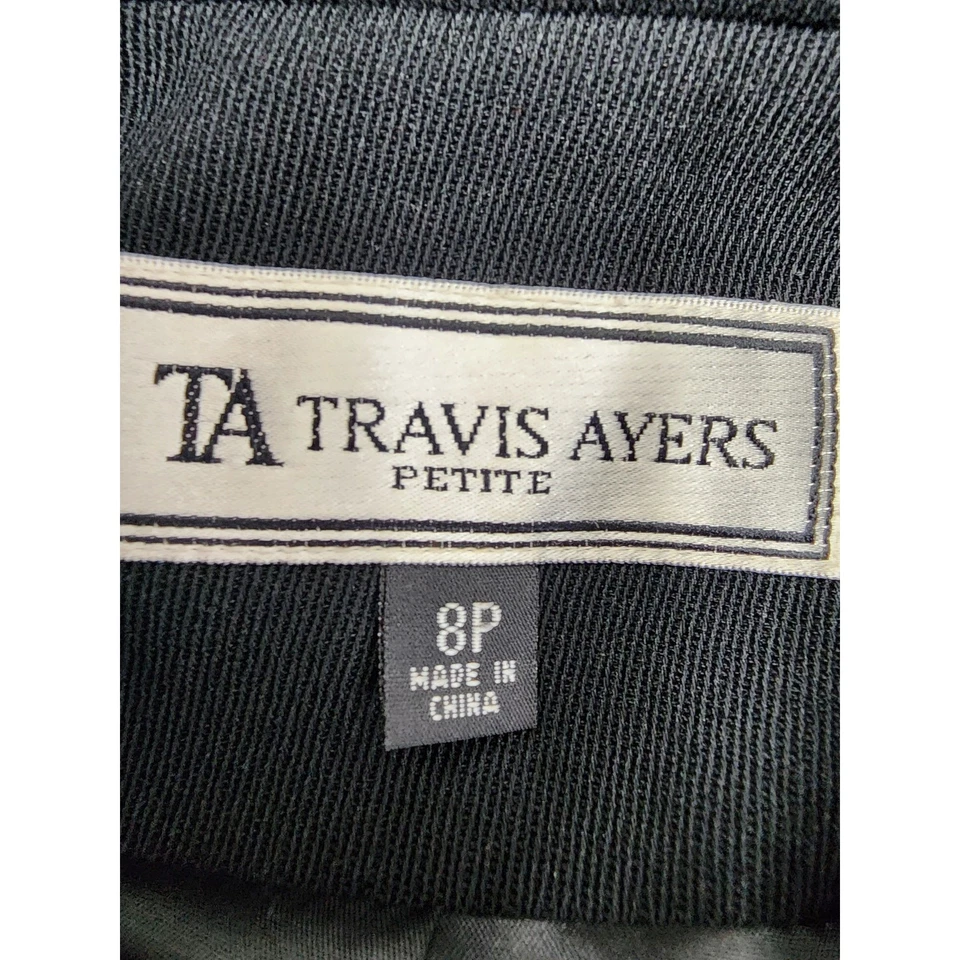 TA TRAVIS AYERS
PETITE
8P
MADE IN
CHINA